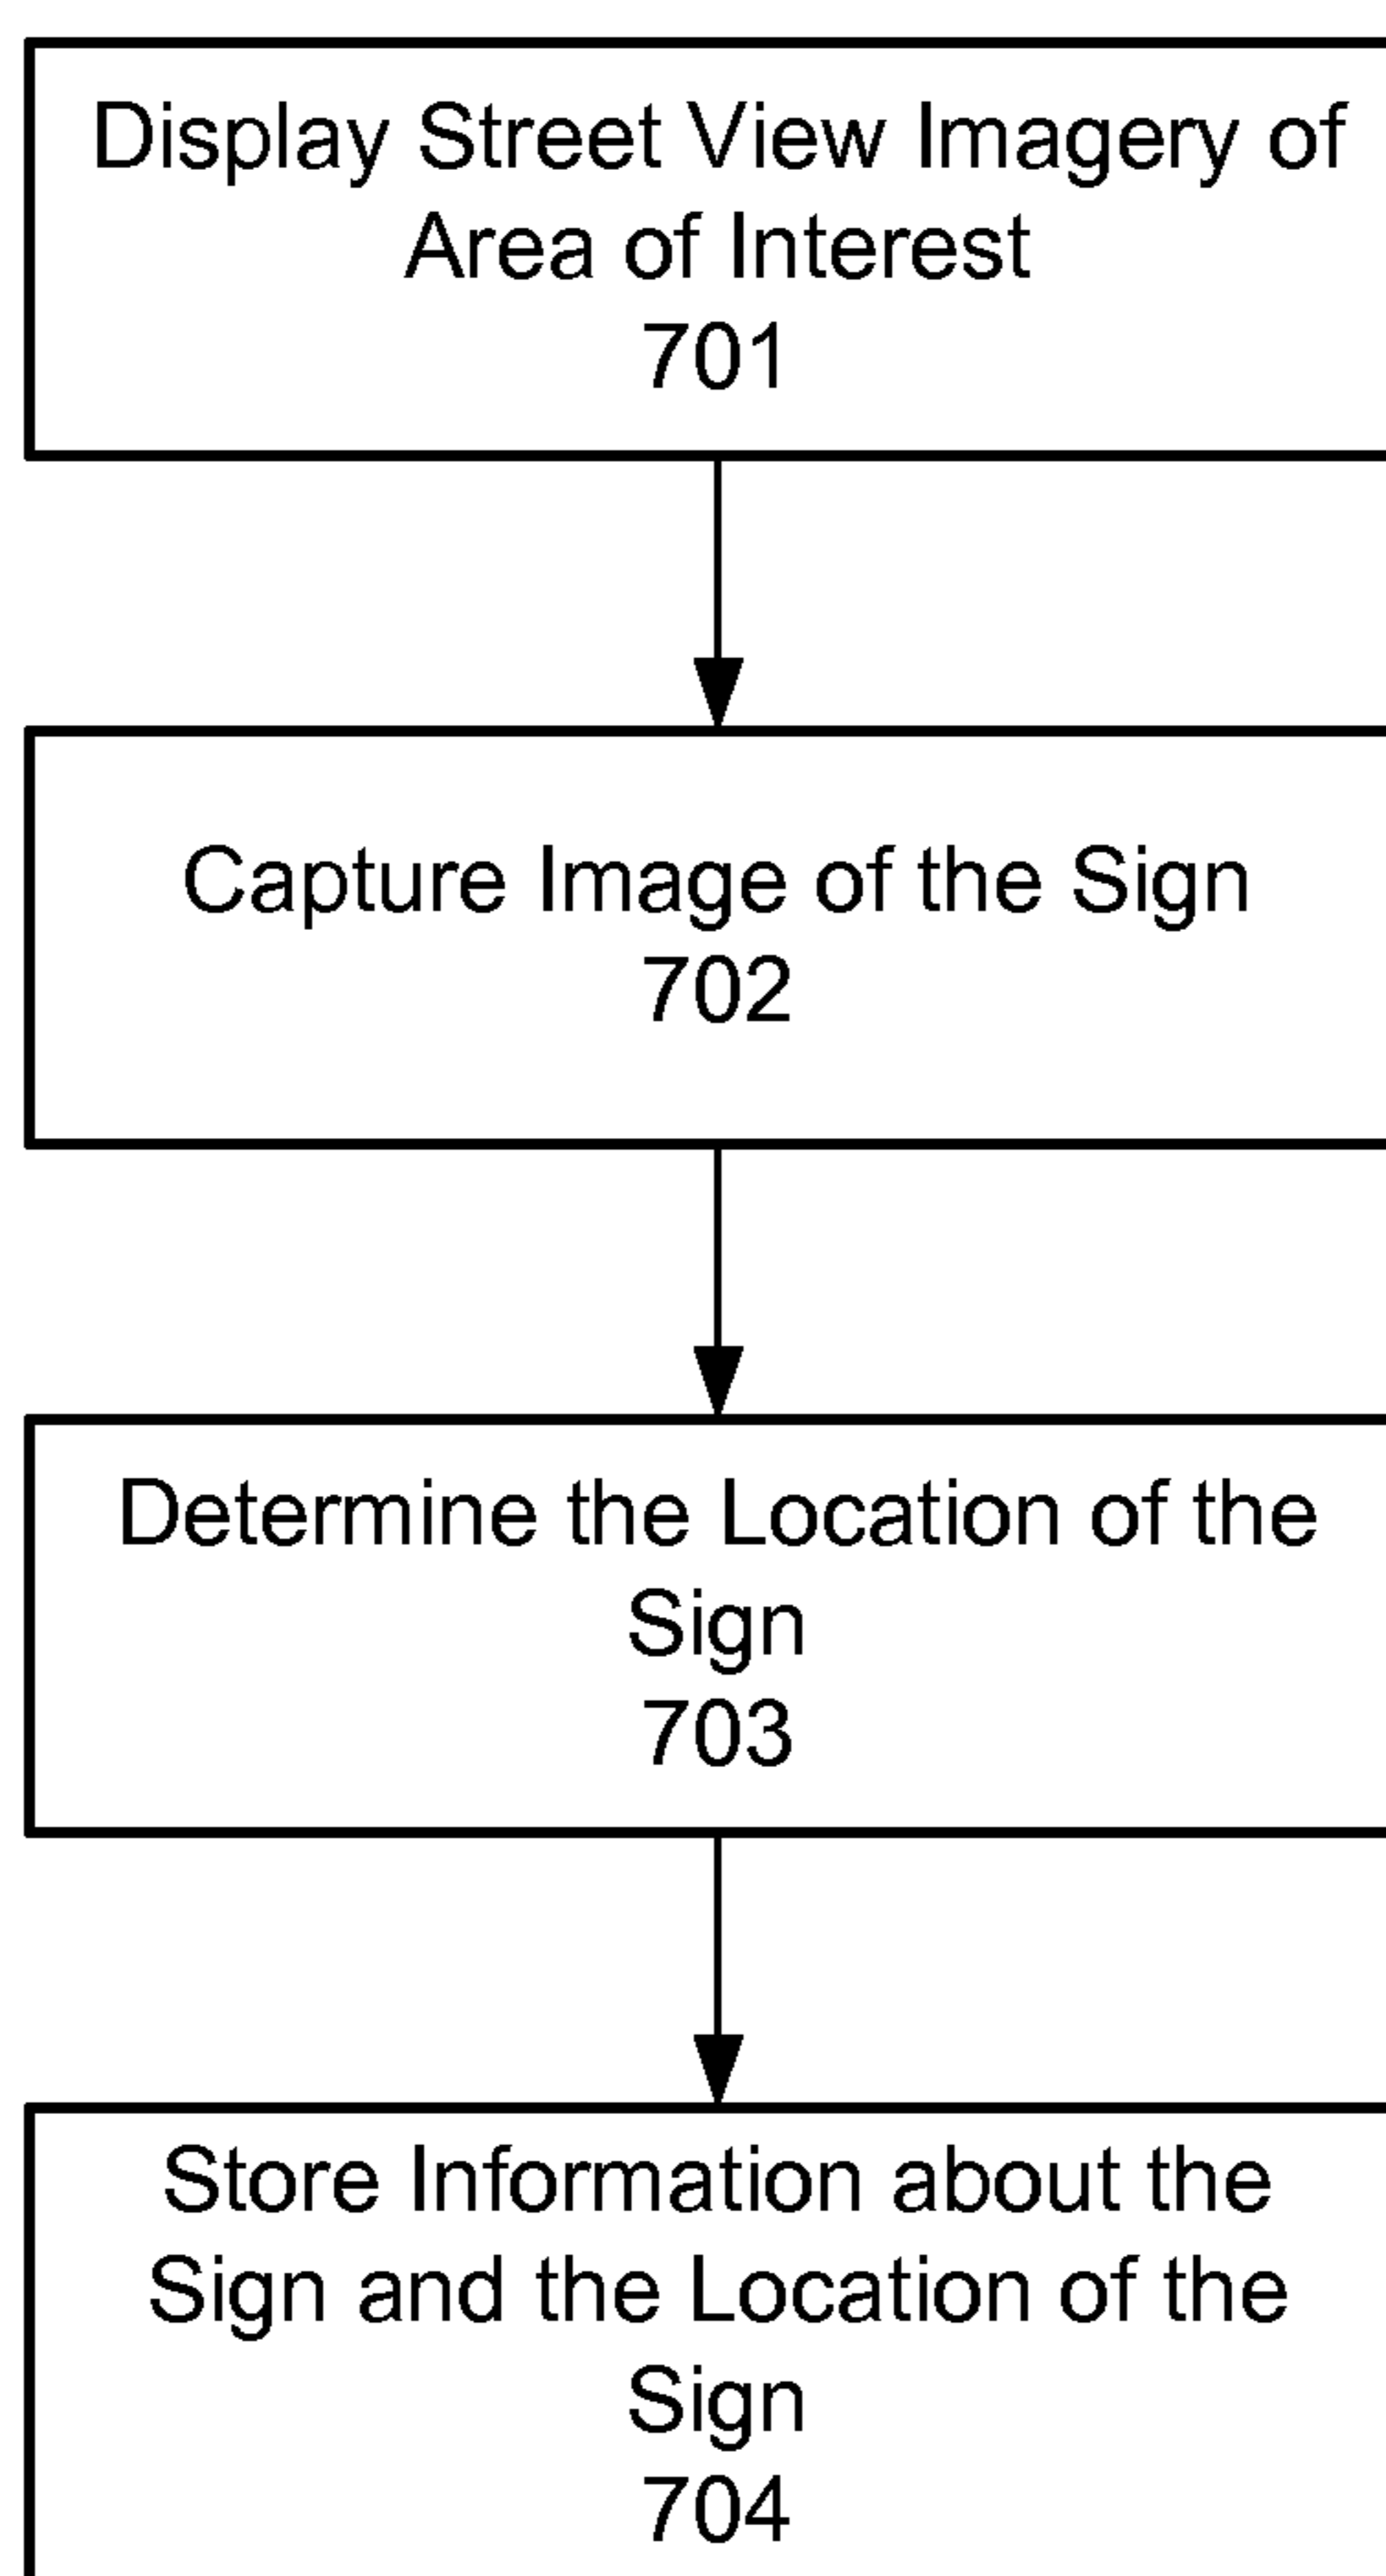 Display Street View Imagery of
Area of Interest
701
Capture Image of the Sign
702
Determine the Location of the
Sign
703
Store Information about the
Sign and the Location of the
Sign
704